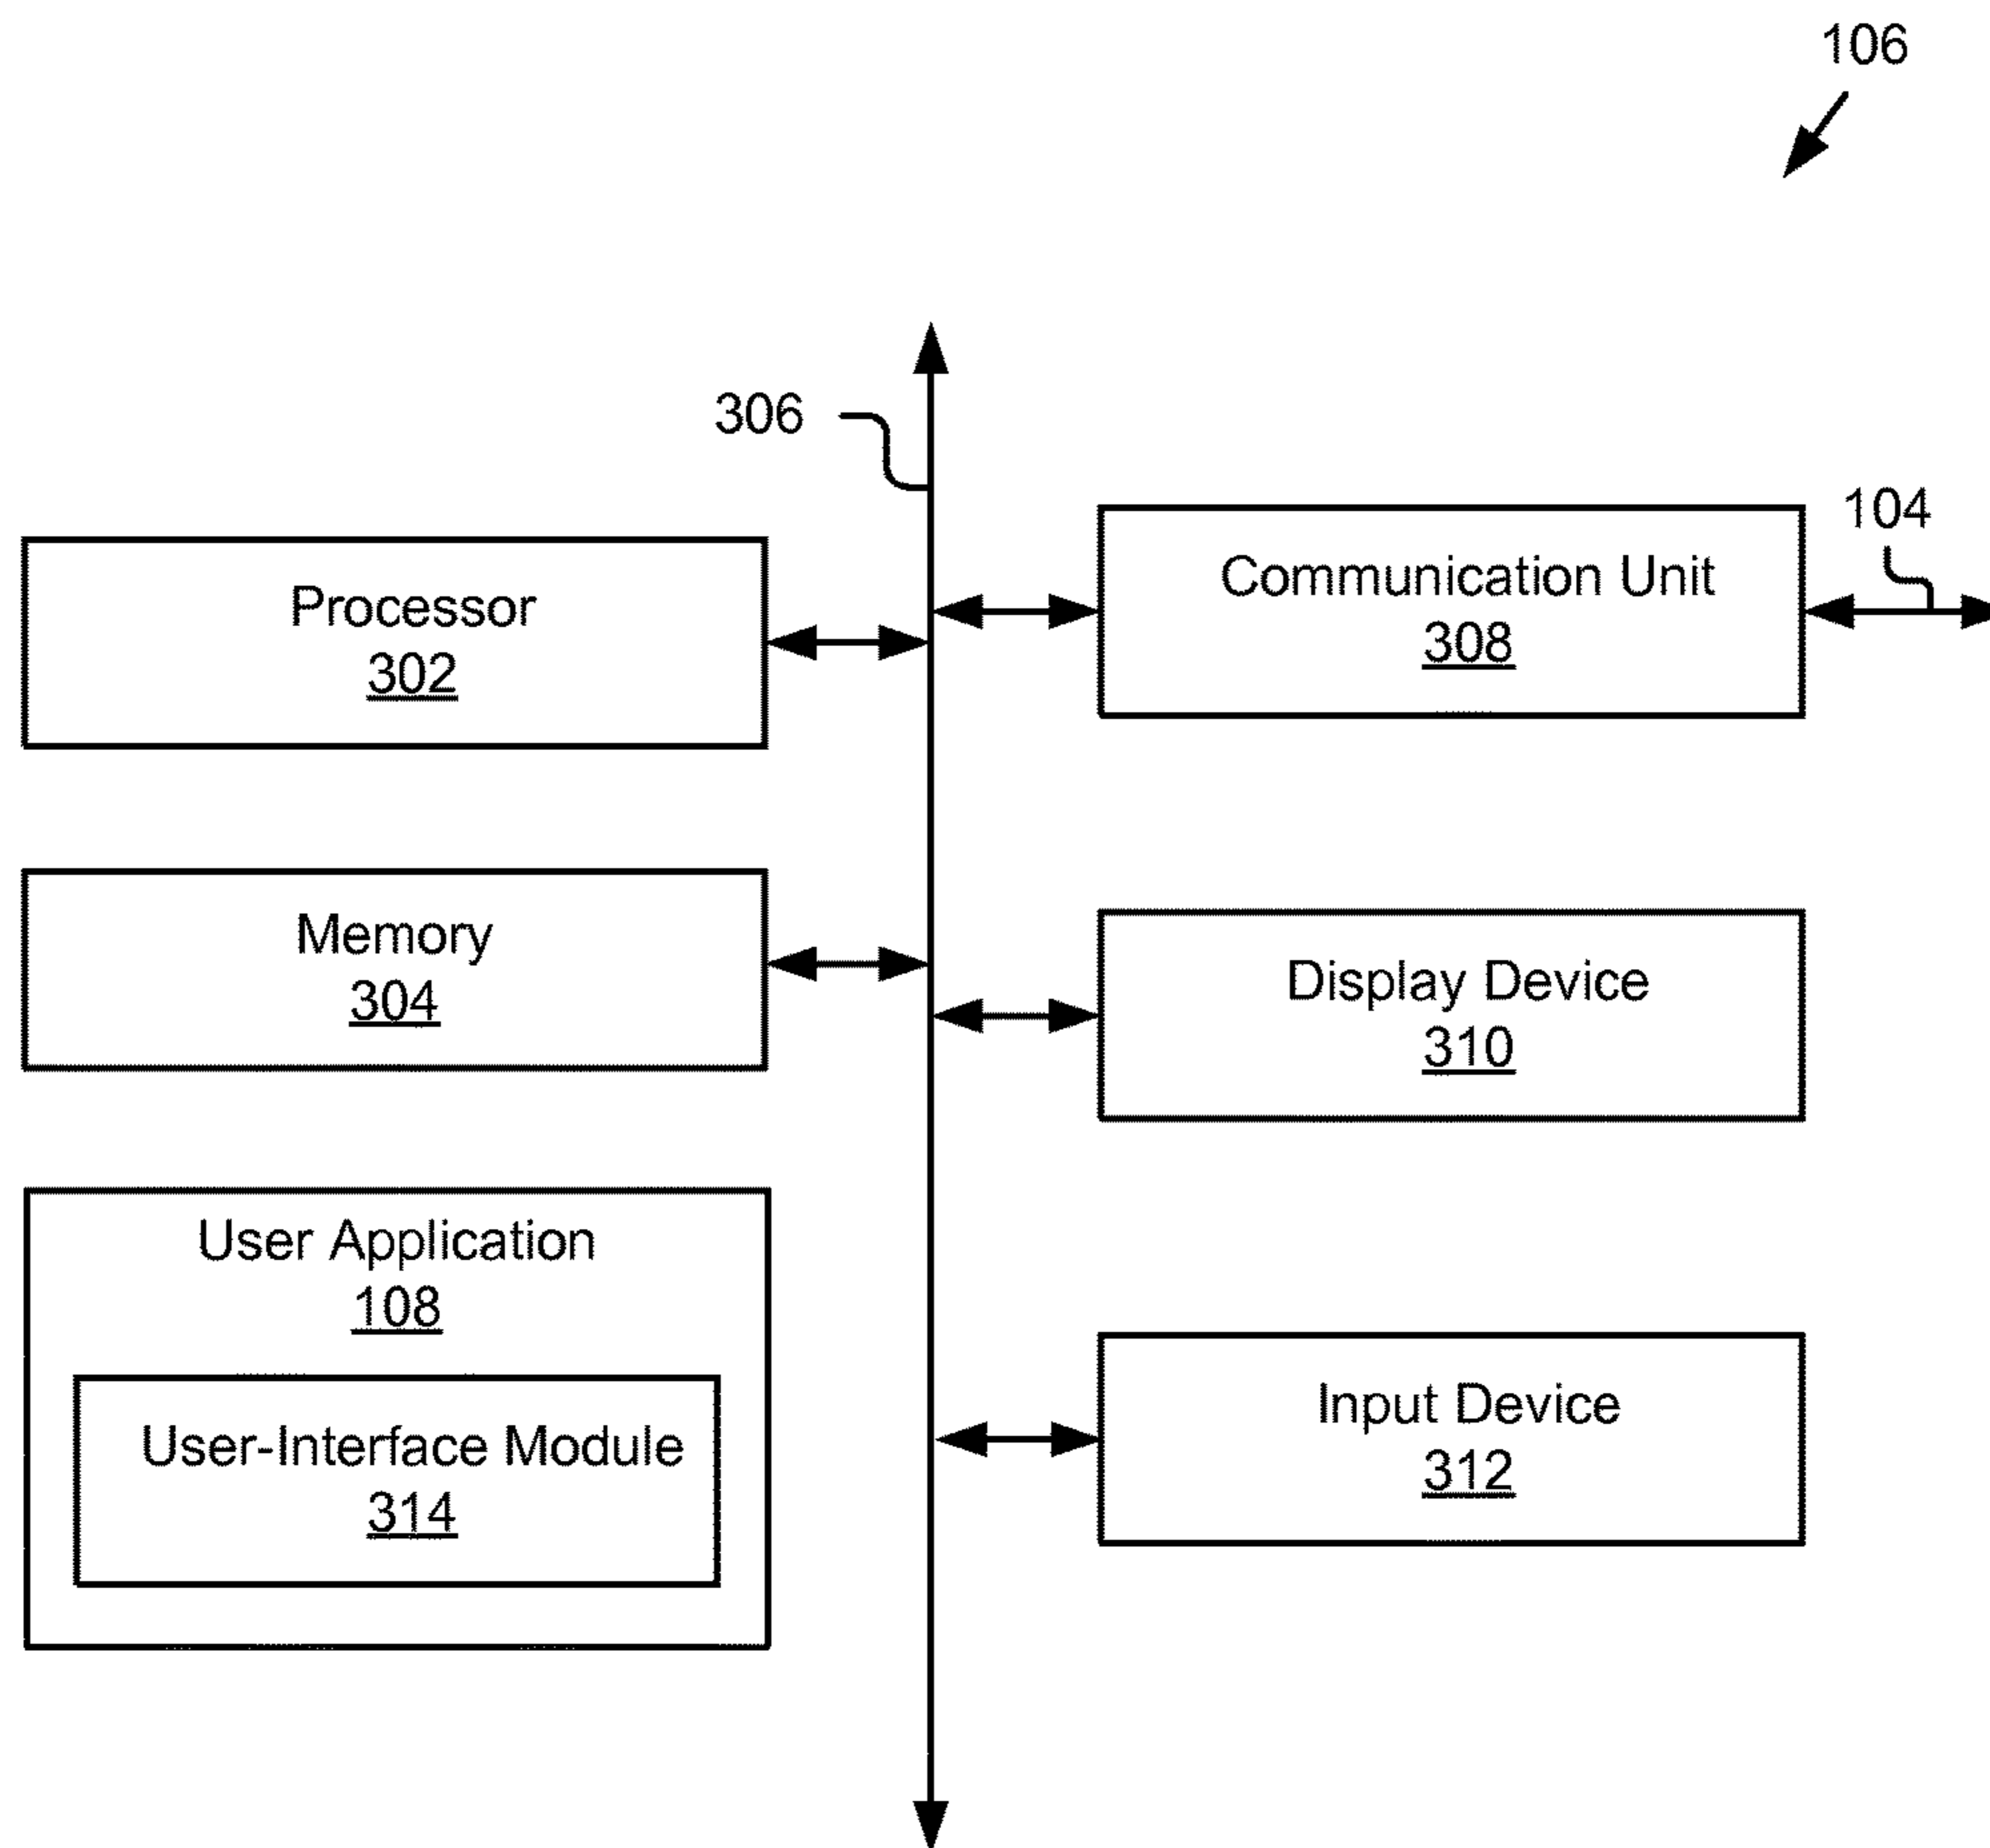 106
306
104
Processor
302
Communication Unit
308
Memory
304
Display Device
310
User Application
108
User-Interface Module
314
Input Device
312